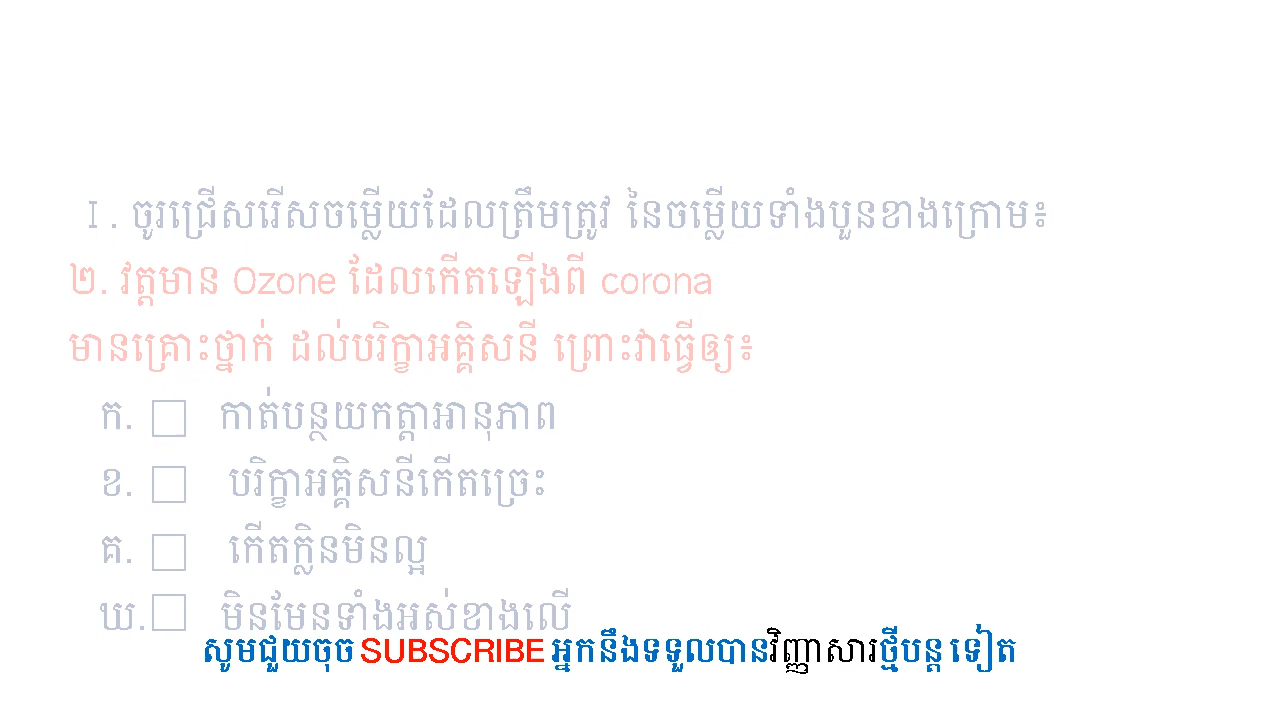 I. ចូរជ្រើសរើសចម្លើយដែលត្រឹមត្រូវ នៃចម្លើយទាំងបួនខាងក្រោម៖
២. វត្តមាន Ozone ដែលកើតឡើងពី corona
មានគ្រោះថ្នាក់ ដល់បរិក្ខាអគ្គិសនី ព្រោះវាធ្វើឲ្យ៖
ក. □ កាត់បន្ថយកត្តាអានុភាព
ខ. □ បរិក្ខាអគ្គិសនីកើតច្រេះ
គ. □ កើតក្លិនមិនល្អ
ឃ. □ មិនមែនទាំងអស់ខាងលើ
សូមជួយចុច SUBSCRIBE អ្នកនឹងទទួលបានវិញ្ញាសារថ្មីបន្ត ទៀត